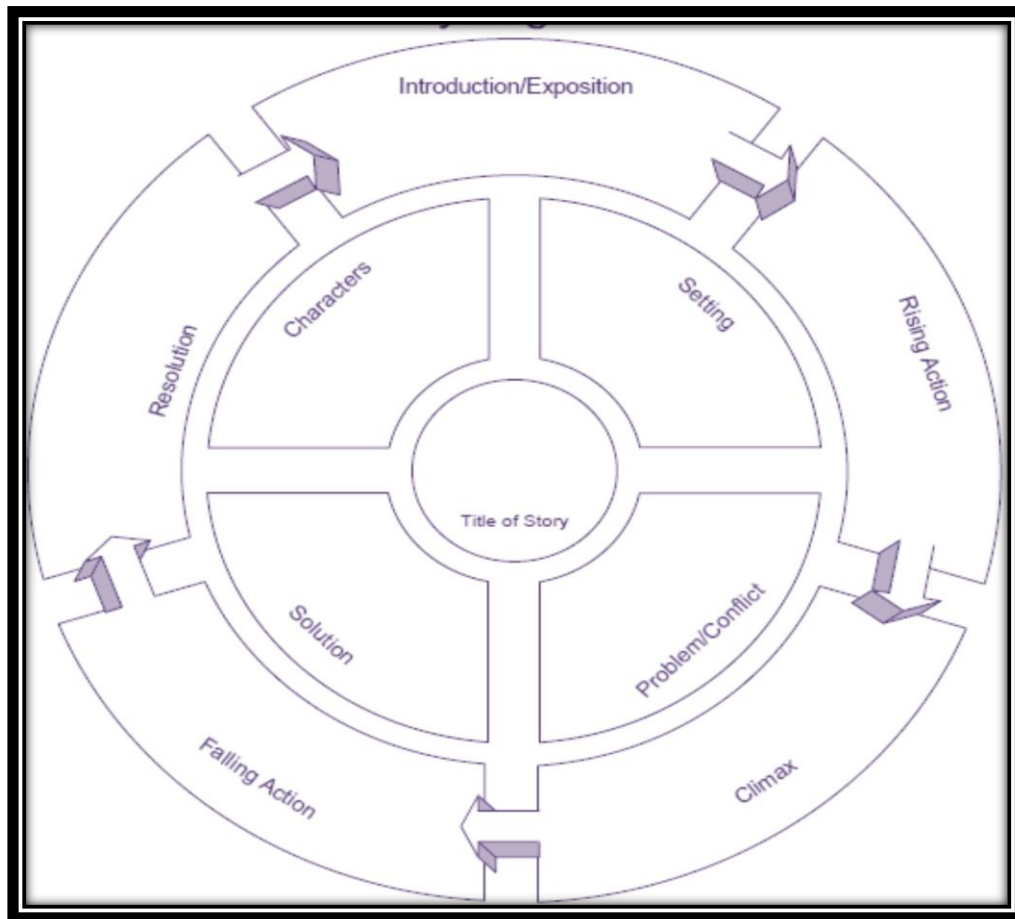 Introduction/Exposition
Characters
Setting
Rising Action
Resolution
Title of Story
Solution
Problem/Conflict
Falling Action
Climax